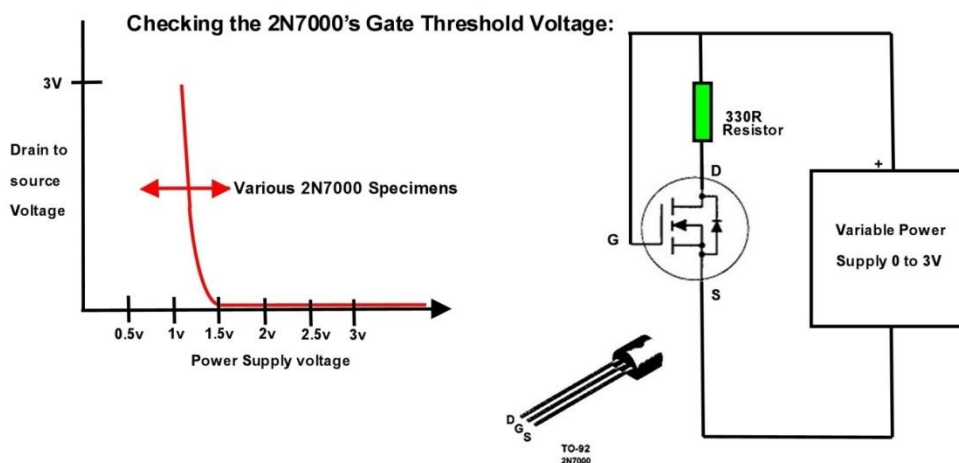 Checking the 2N7000's Gate Threshold Voltage:
3V
Drain to
source
Voltage
Various 2N7000 Specimens
0.5v
1v
1.5v
2v
2.5v
3v
Power Supply voltage
330R
Resistor
D
G
S
+
Variable Power
Supply 0 to 3V
D
G
S
TO-92
2N7000